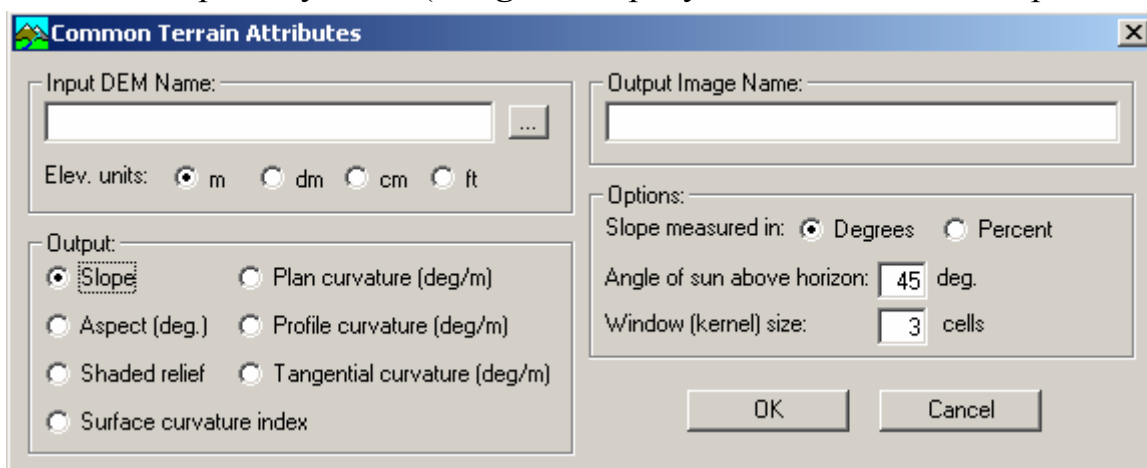 Common Terrain Attributes
Input DEM Name:
...
Elev. units: m dm cm ft
Output:
Slope Plan curvature (deg/m)
Aspect (deg.) Profile curvature (deg/m)
Shaded relief Tangential curvature (deg/m)
Surface curvature index
Output Image Name:
Options:
Slope measured in: Degrees Percent
Angle of sun above horizon: 45 deg.
Window (kernel) size: 3 cells
OK Cancel